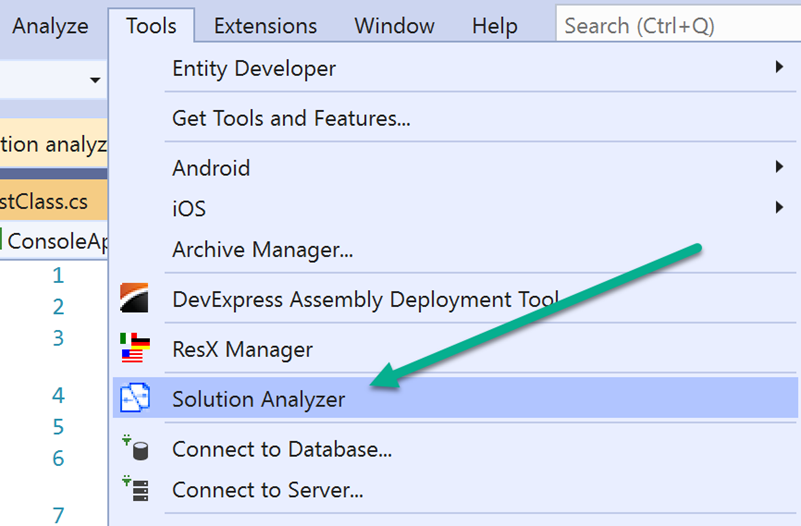 Analyze Tools Extensions Window Help Search (Ctrl+Q)
Entity Developer
Get Tools and Features...
tion analyz
Android
stClass.cs
iOS
ConsoleAp
Archive Manager...
1
2
DevExpress Assembly Deployment Tool
3
ResX Manager
4
Solution Analyzer
5
6
Connect to Database...
Connect to Server...
7